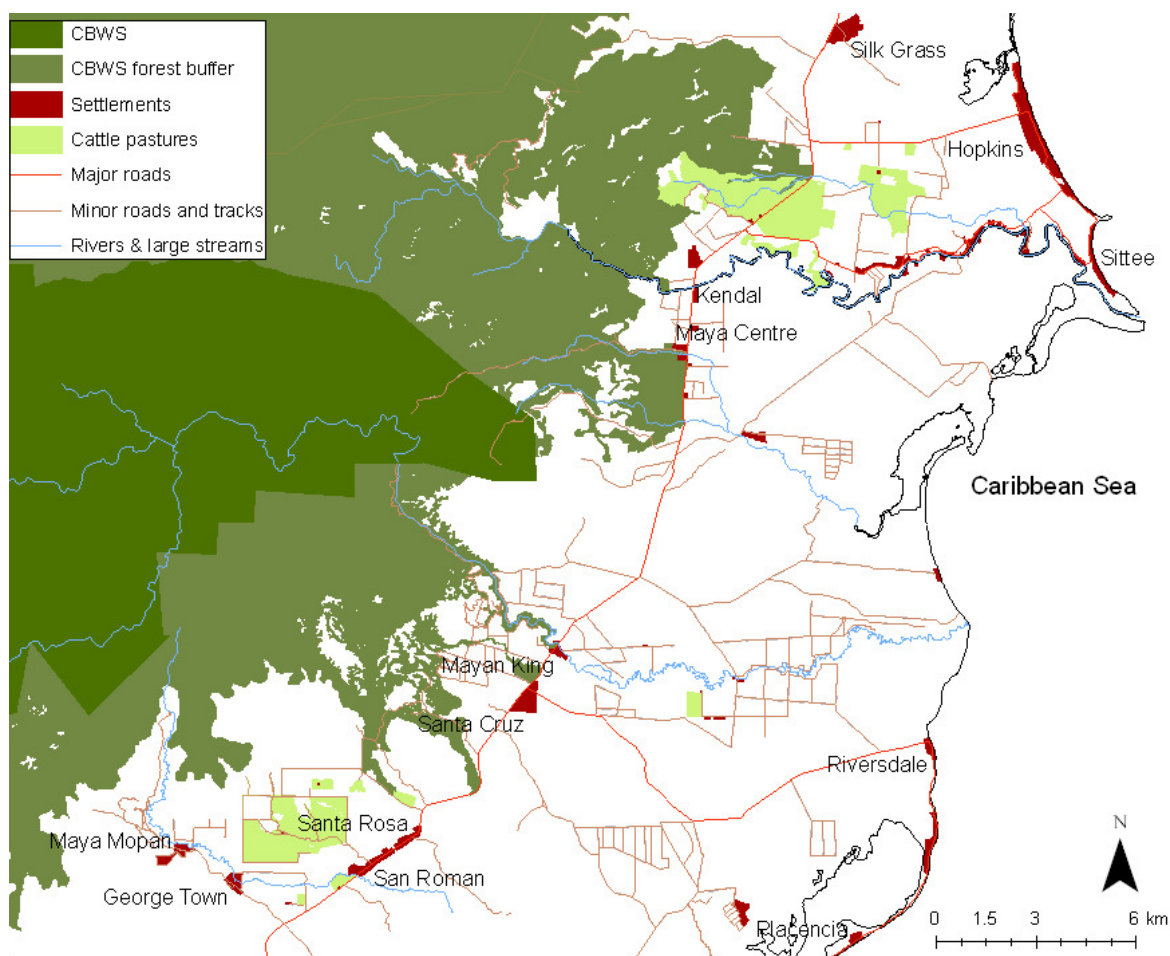 CBWS
CBWS forest buffer
Settlements
Cattle pastures
Major roads
Minor roads and tracks
Rivers & large streams
Silk Grass
Hopkins
Sittee
Kendal
Maya Centre
Caribbean Sea
Mayan King
Santa Cruz
Riversdale
Santa Rosa
Maya Mopan
San Roman
George Town
Placencia
N
0 1.5 3 6 km